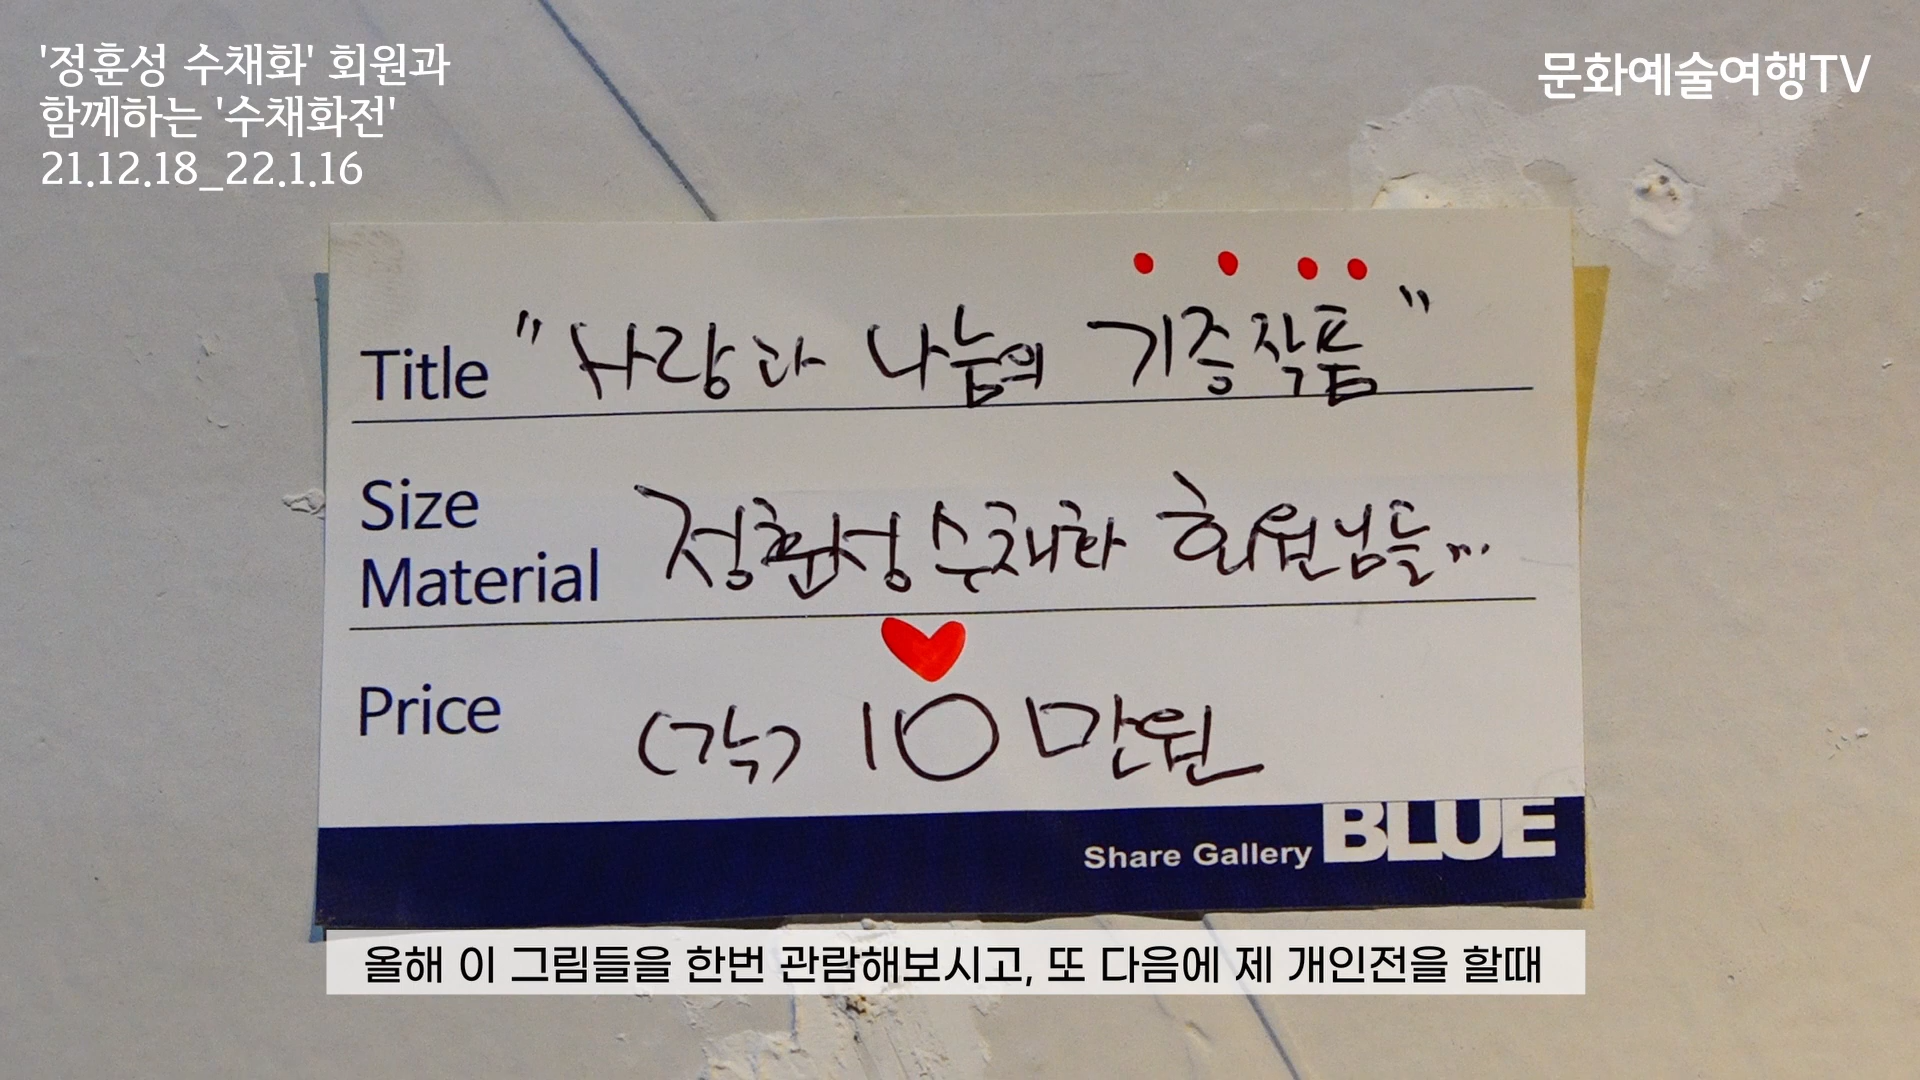 '정훈성 수채화' 회원과
함께하는 '수채화전'
21.12.18_22.1.16
문화예술여행TV
Title "사랑과 나눔의 기증작품"
Size
Material 정훈성수채화 회원님들...
Price (각) 10만원
Share Gallery BLUE
올해 이 그림들을 한번 관람해보시고, 또 다음에 제 개인전을 할때